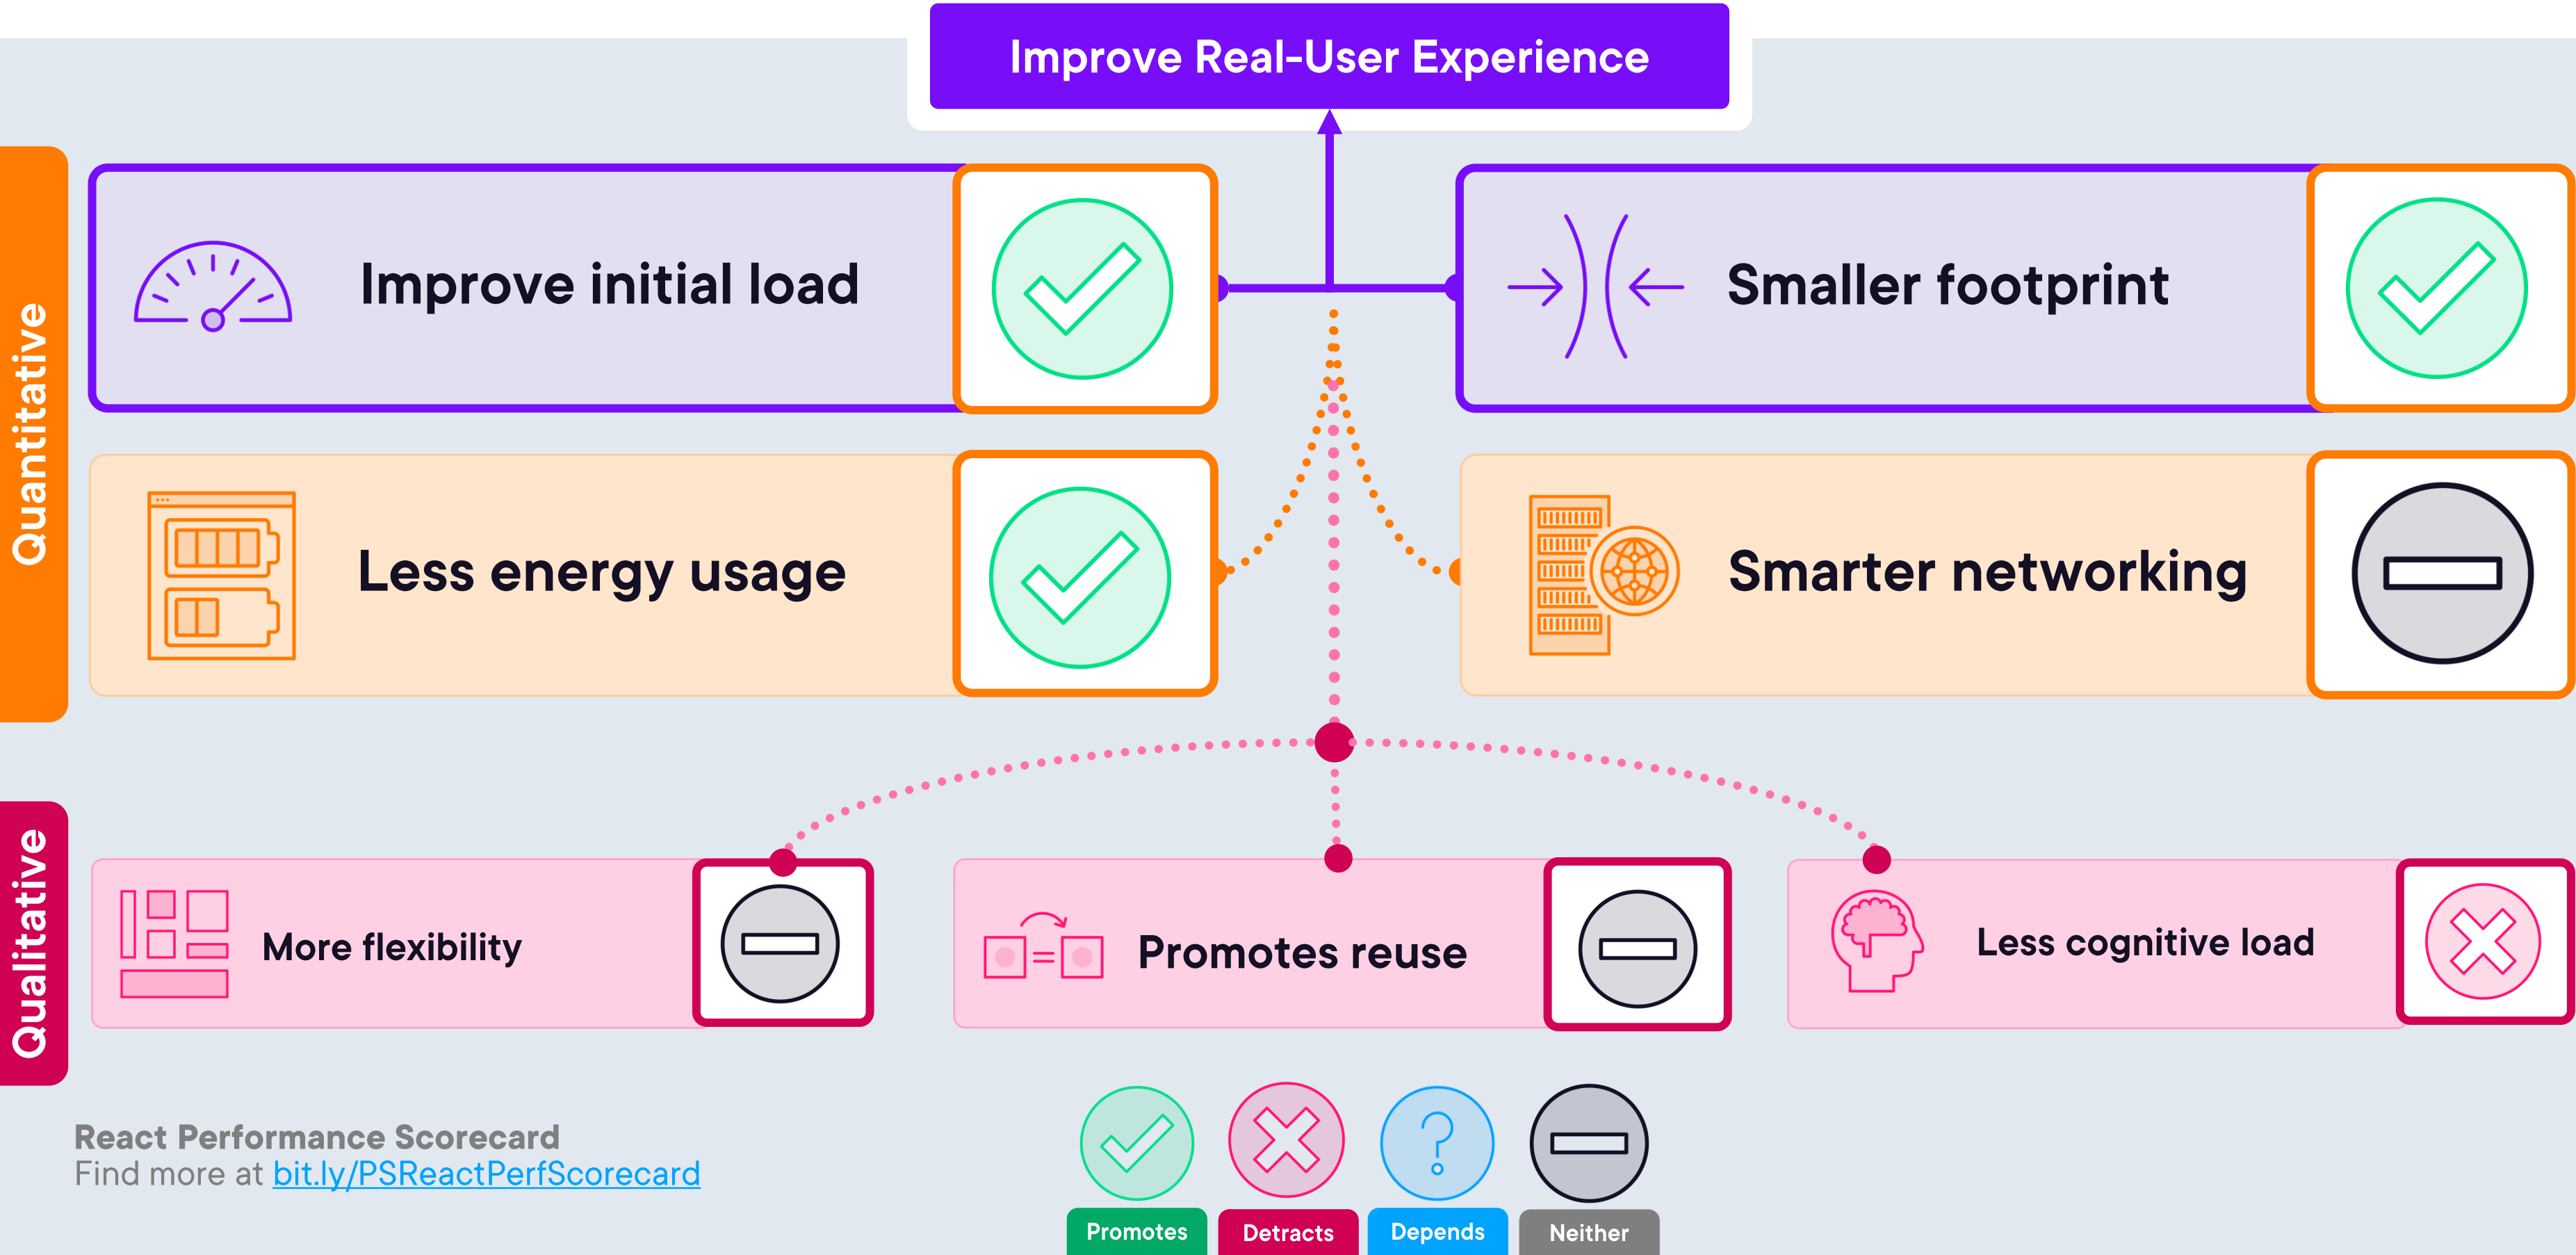 Improve Real-User Experience
Quantitative
Improve initial load
Smaller footprint
Less energy usage
Smarter networking
Qualitative
More flexibility
Promotes reuse
Less cognitive load
React Performance Scorecard
Find more at bit.ly/PSReactPerfScorecard
Promotes
Detracts
Depends
Neither